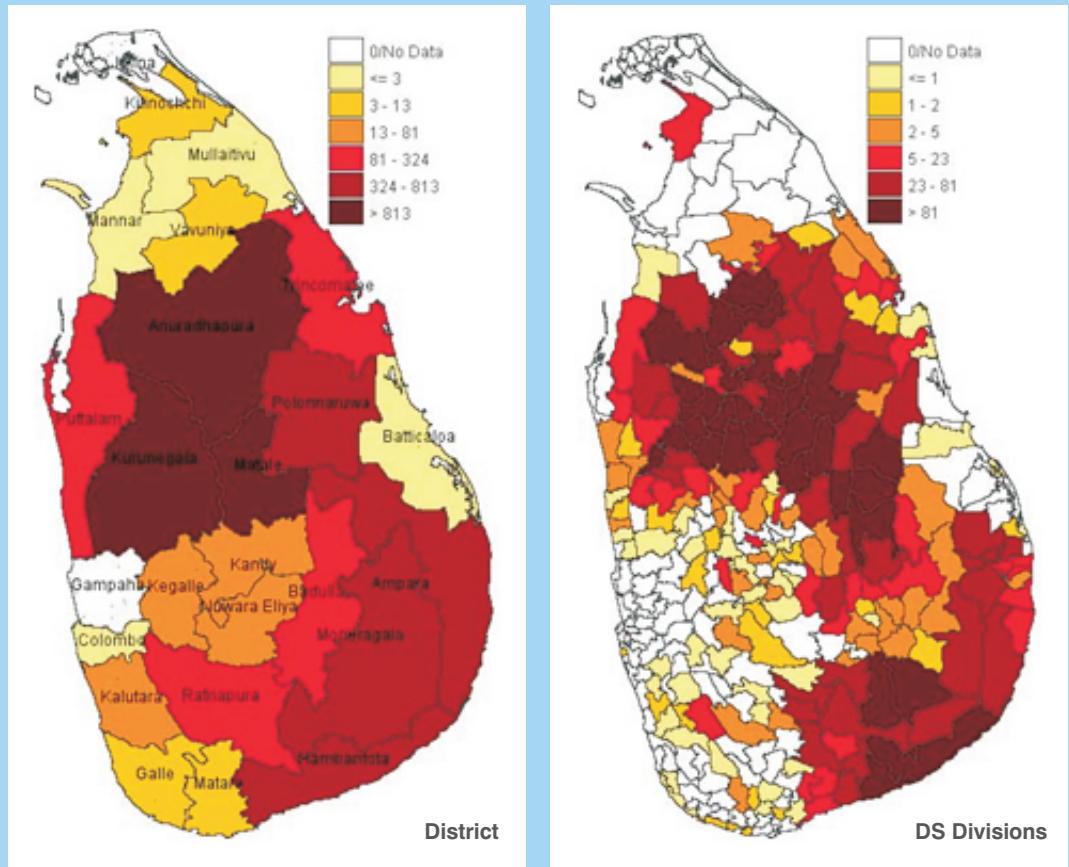 0/No Data
<= 3
3 - 13
13 - 81
81 - 324
324 - 813
> 813
Kilinochchi
Mullaitivu
Mannar
Vavuniya
Trincomalee
Anuradhapura
Puttalam
Polonnaruwa
Batticaloa
Kurunegala
Matale
Gampaha
Kegalle
Kandy
Nuwara Eliya
Badulla
Ampara
Colombo
Moneragala
Kalutara
Ratnapura
Galle
Matara
Hambantota
District
0/No Data
<= 1
1 - 2
2 - 5
5 - 23
23 - 81
> 81
DS Divisions